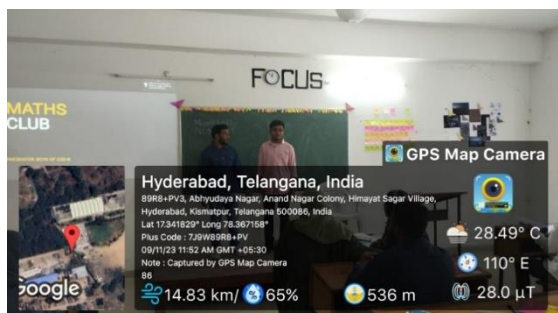 FOCUS
MATHS
CLUB
GPS Map Camera
Hyderabad, Telangana, India
89R8+PV3, Abhyudaya Nagar, Anand Nagar Colony, Himayat Sagar Village,
Hyderabad, Kismatpur, Telangana 500086, India
Lat 17.341829° Long 78.367158°
Plus Code : 7J9W89R8+PV
09/11/23 11:52 AM GMT +05:30
Note : Captured by GPS Map Camera
86
Google
28.49° C
110° E
14.83 km/
65%
536 m
28.0 µT